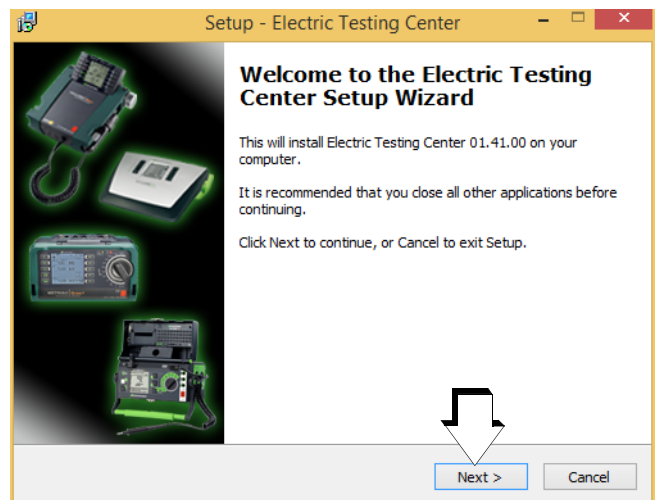 Setup - Electric Testing Center
Welcome to the Electric Testing
Center Setup Wizard
This will install Electric Testing Center 01.41.00 on your
computer.
It is recommended that you close all other applications before
continuing.
Click Next to continue, or Cancel to exit Setup.
Next >
Cancel